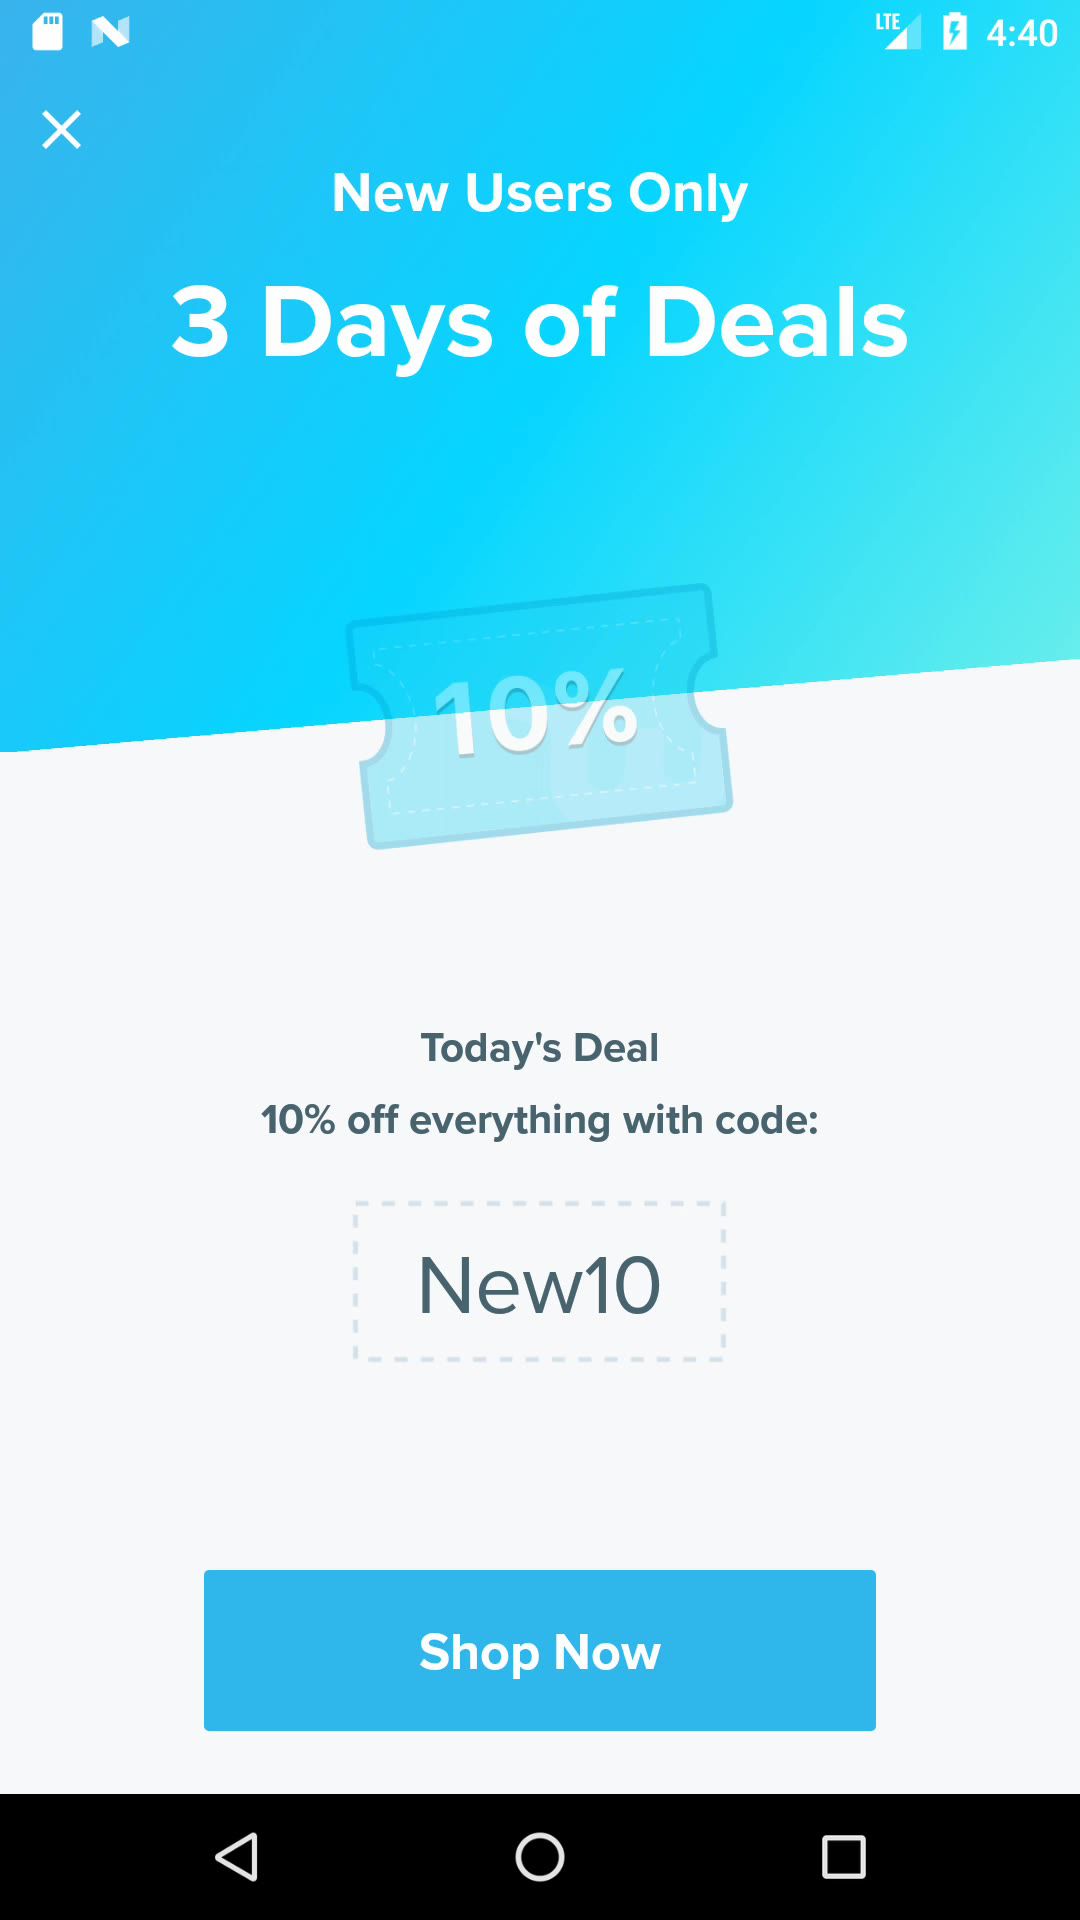 LTE 4:40
New Users Only
3 Days of Deals
10%
Today's Deal
10% off everything with code:
New10
Shop Now